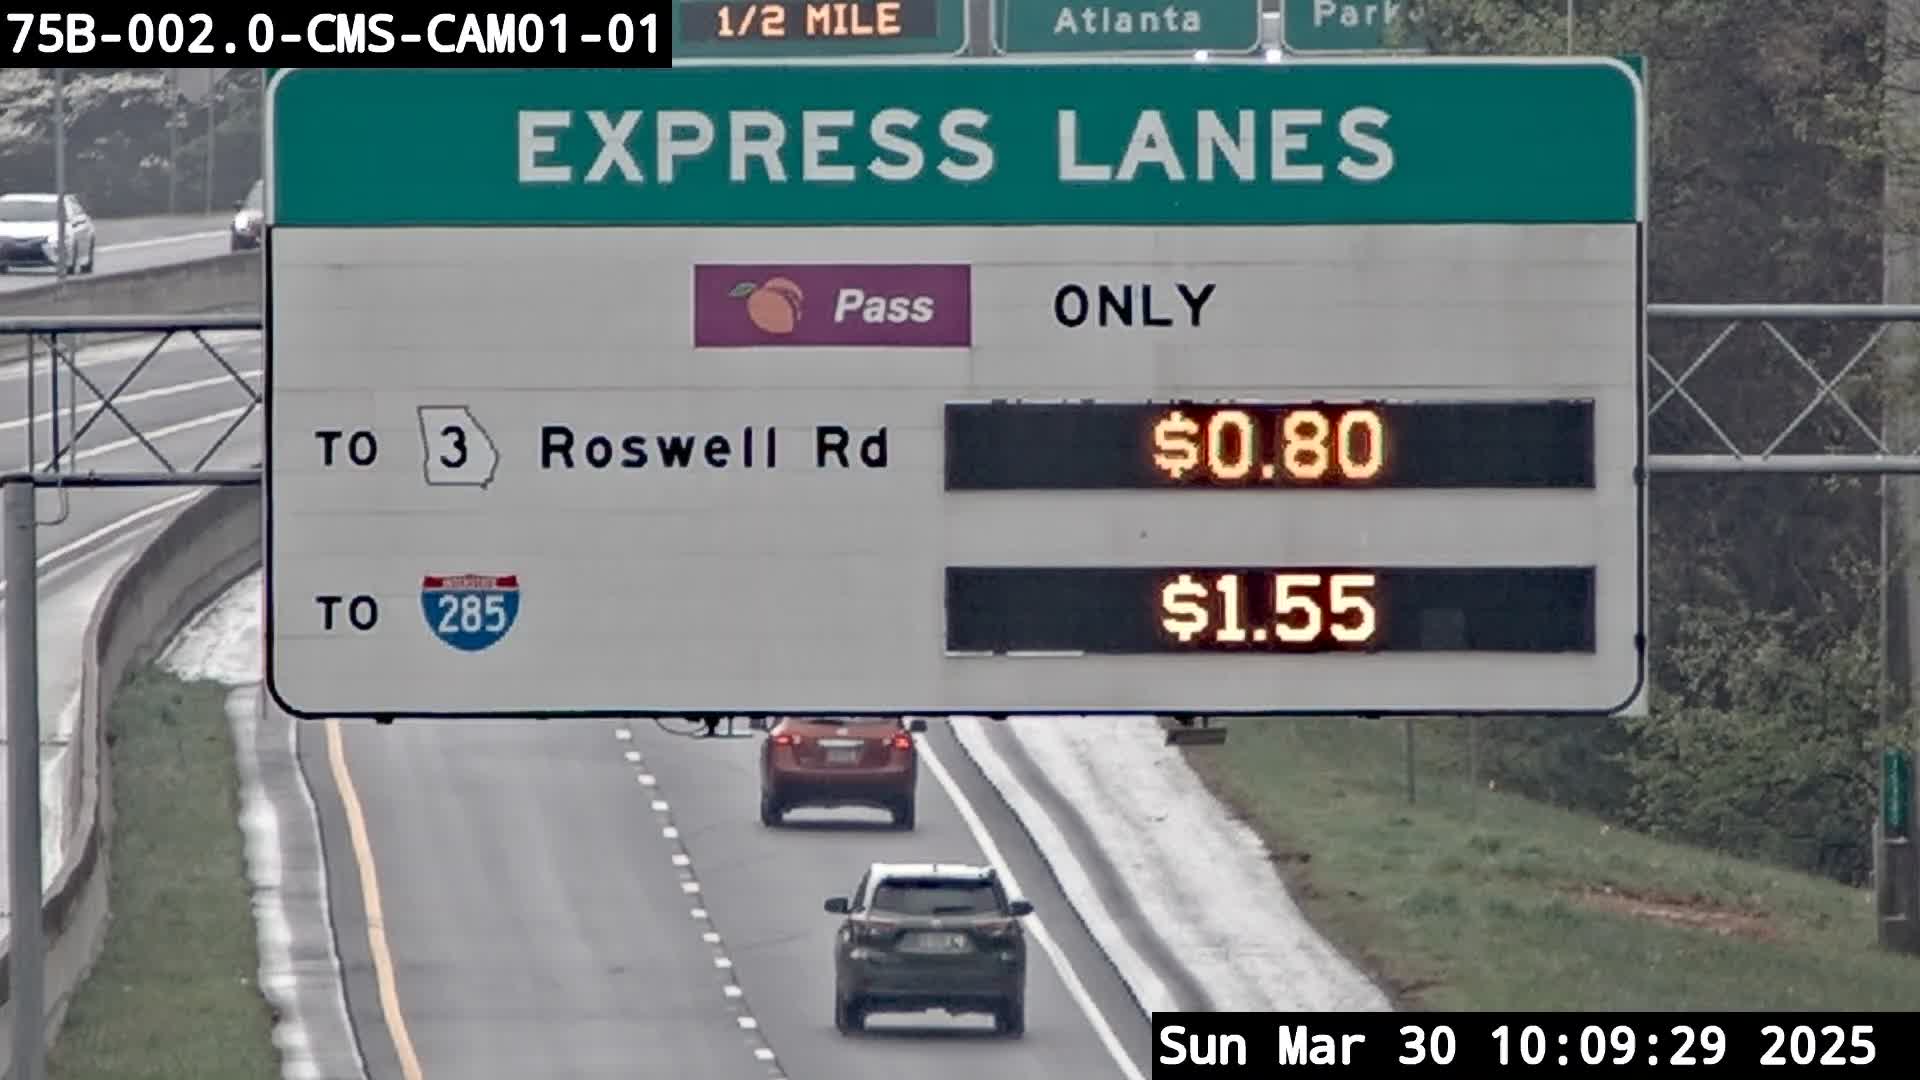 75B-002.0-CMS-CAM01-01
1/2 MILE
Atlanta
EXPRESS LANES
Pass ONLY
TO 3 Roswell Rd $0.80
TO INTERSTATE 285 $1.55
Sun Mar 30 10:09:29 2025